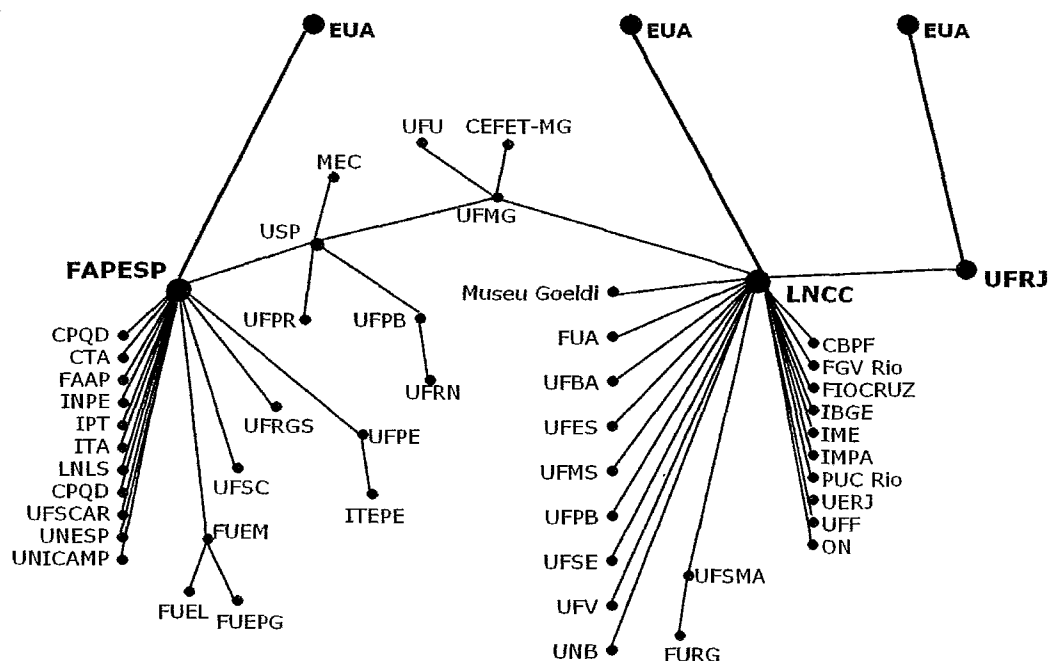 EUA
EUA
EUA
UFU
CEFET-MG
MEC
UFMG
USP
FAPESP
UFPR
UFPB
UFRN
UFRGS
UFPE
UFSC
ITEPE
FUEM
FUEL
FUEPG
CPQD
CTA
FAAP
INPE
IPT
ITA
LNLS
CPQD
UFSCAR
UNESP
UNICAMP
LNCC
UFRJ
Museu Goeldi
FUA
UFBA
UFES
UFMS
UFPB
UFSE
UFV
UNB
UFSMA
FURG
CBPF
FGV Rio
FIOCRUZ
IBGE
IME
IMPA
PUC Rio
UERJ
UFF
ON